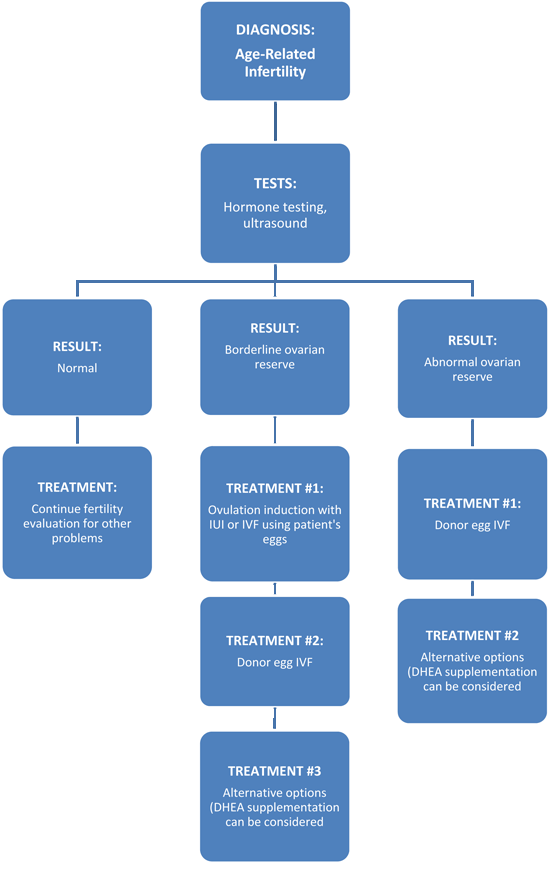 DIAGNOSIS:
Age-Related
Infertility
TESTS:
Hormone testing,
ultrasound
RESULT:
Normal
TREATMENT:
Continue fertility
evaluation for other
problems
RESULT:
Borderline ovarian
reserve
TREATMENT #1:
Ovulation induction with
IUI or IVF using patient's
eggs
TREATMENT #2:
Donor egg IVF
TREATMENT #3
Alternative options
(DHEA supplementation
can be considered
RESULT:
Abnormal ovarian
reserve
TREATMENT #1:
Donor egg IVF
TREATMENT #2
Alternative options
(DHEA supplementation
can be considered